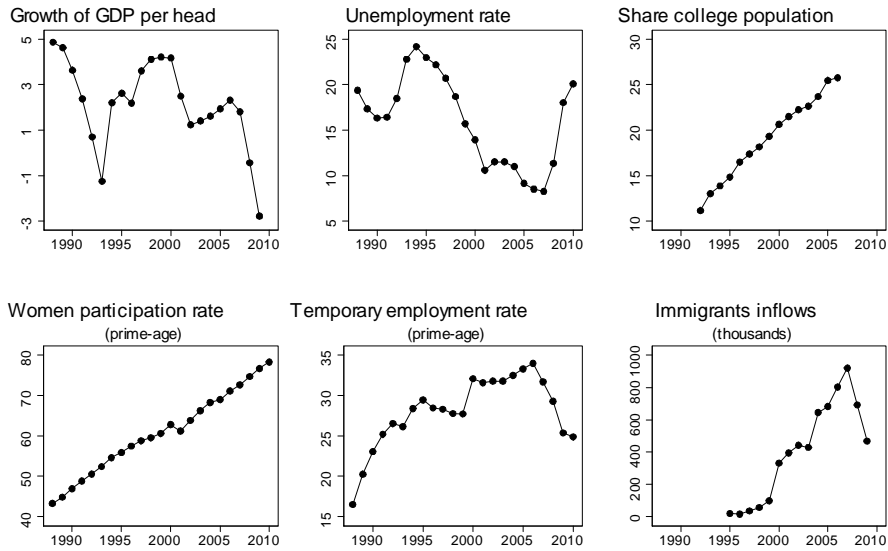 Growth of GDP per head
5
3
1
-1
-3
1990 1995 2000 2005 2010
Unemployment rate
25
20
15
10
5
1990 1995 2000 2005 2010
Share college population
30
25
20
15
10
1990 1995 2000 2005 2010
Women participation rate
(prime-age)
80
70
60
50
40
1990 1995 2000 2005 2010
Temporary employment rate
(prime-age)
35
30
25
20
15
1990 1995 2000 2005 2010
Immigrants inflows
(thousands)
1000
800
600
400
200
0
1990 1995 2000 2005 2010